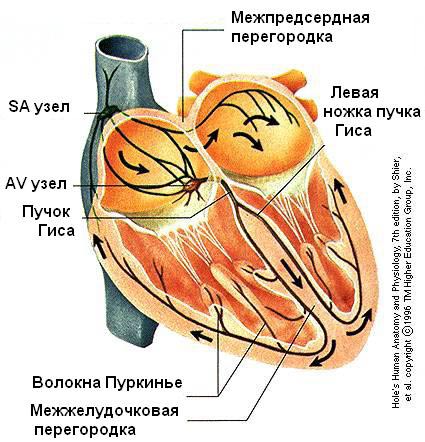 Межпредсердная
перегородка
SA узел
Левая
ножка пучка
Гиса
AV узел
Пучок
Гиса
Волокна Пуркинье
Межжелудочковая
перегородка
Hole's Human Anatomy and Physiology, 7th edition, by Shier,
et al. copyright ©1996 TM Higher Education Group, Inc.